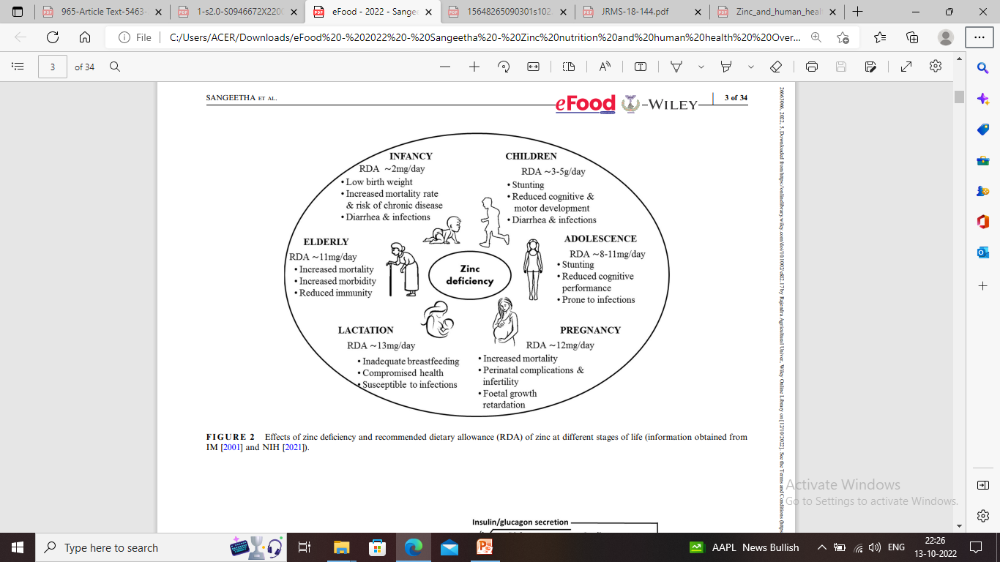 965-Article Text-5463-
1-s2.0-S0946672X220
eFood - 2022 - Sange
15648265090301s102
JRMS-18-144.pdf
Zinc_and_human_heal
File
C:/Users/ACER/Downloads/eFood%20-%202022%20-%20Sangeetha%20-%20Zinc%20nutrition%20and%20human%20health%20%20Over...
3
of 34
SANGEETHA ET AL.
eFood
WILEY
3 of 34
INFANCY
RDA ~2mg/day
• Low birth weight
• Increased mortality rate
& risk of chronic disease
• Diarrhea & infections
CHILDREN
RDA ~3-5g/day
• Stunting
• Reduced cognitive &
motor development
• Diarrhea & infections
ELDERLY
RDA ~11mg/day
• Increased mortality
• Increased morbidity
• Reduced immunity
Zinc
deficiency
ADOLESCENCE
RDA ~8-11mg/day
• Stunting
• Reduced cognitive
performance
• Prone to infections
LACTATION
RDA ~13mg/day
• Inadequate breastfeeding
• Compromised health
• Susceptible to infections
PREGNANCY
RDA ~12mg/day
• Increased mortality
• Perinatal complications &
infertility
• Foetal growth
retardation
FIGURE 2 Effects of zinc deficiency and recommended dietary allowance (RDA) of zinc at different stages of life (information obtained from
IM [2001] and NIH [2021]).
Insulin/glucagon secretion
26663066, 2022, 5, Downloaded from https://onlinelibrary.wiley.com/doi/10.1002/efd2.17 by Rajendra Agricultural Univer, Wiley Online Library on [12/10/2022]. See the Terms and Conditions (https
Activate Windows
Go to Settings to activate Windows.
Type here to search
AAPL News Bullish
ENG
22:26
13-10-2022